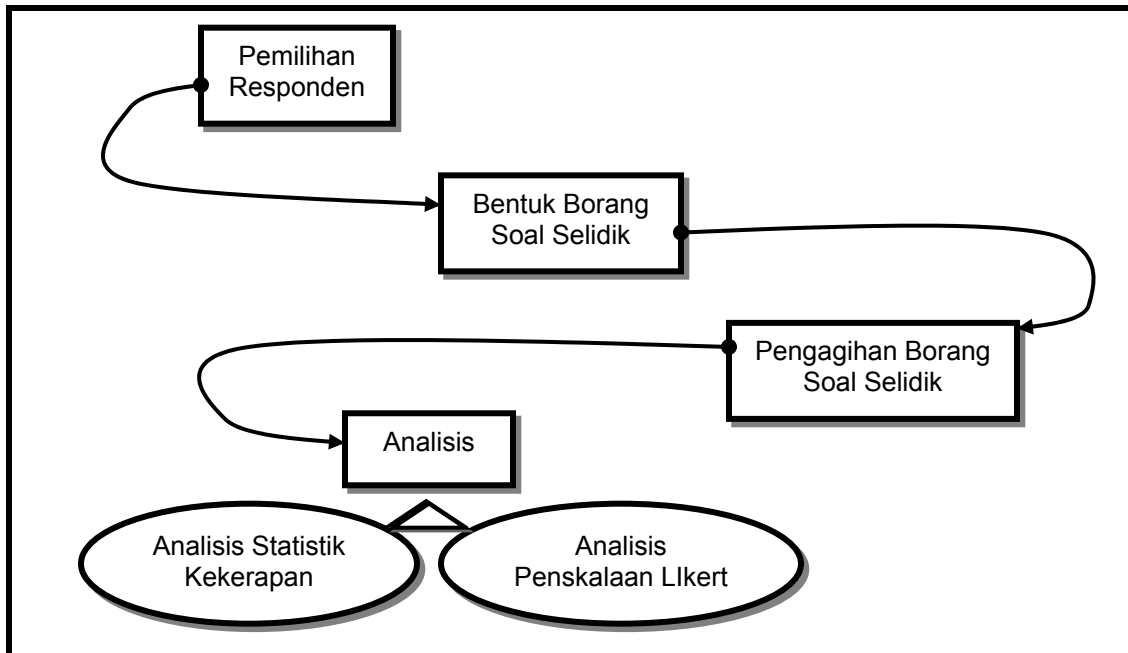 Pemilihan
Responden
Bentuk Borang
Soal Selidik
Pengagihan Borang
Soal Selidik
Analisis
Analisis Statistik
Kekerapan
Analisis
Penskalaan LIkert